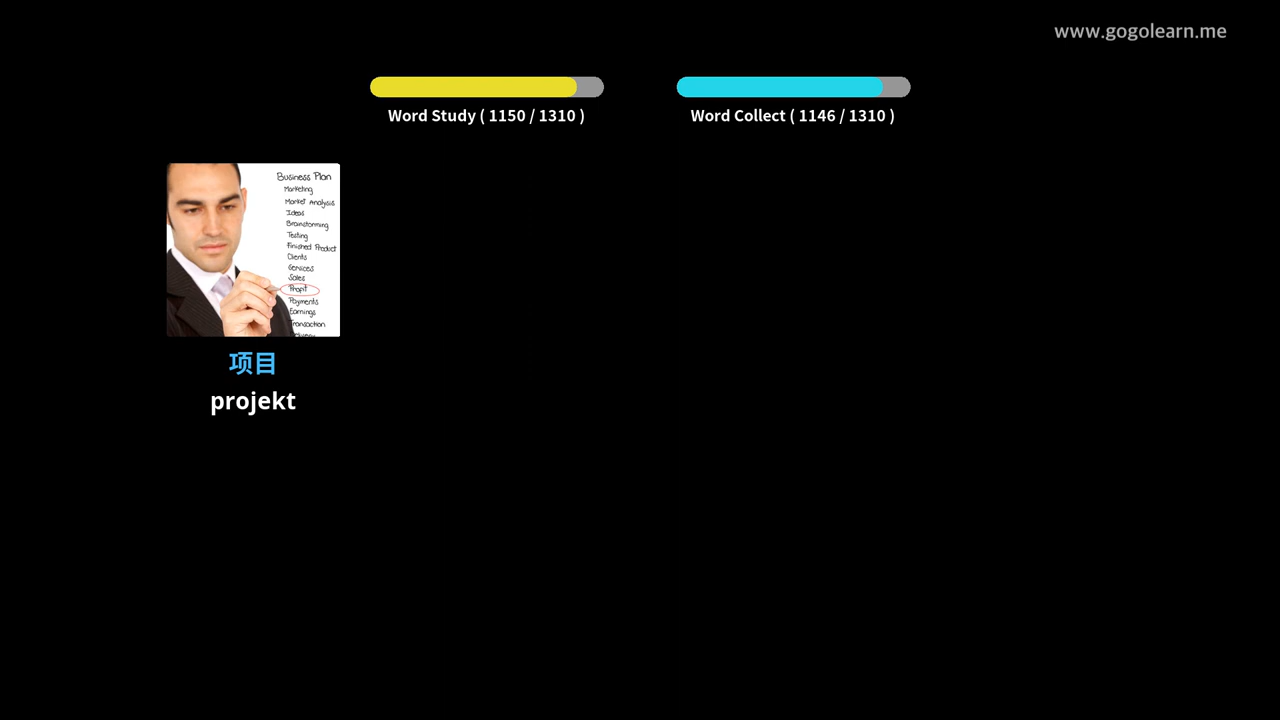 www.gogolearn.me
Word Study ( 1150 / 1310 )
Word Collect ( 1146 / 1310 )
Business Plan
Marketing
Market Analysis
Ideas
Brainstorming
Testing
Finished Product
Clients
Services
Sales
Profit
Payments
Earnings
Transaction
Delivery
项目
projekt